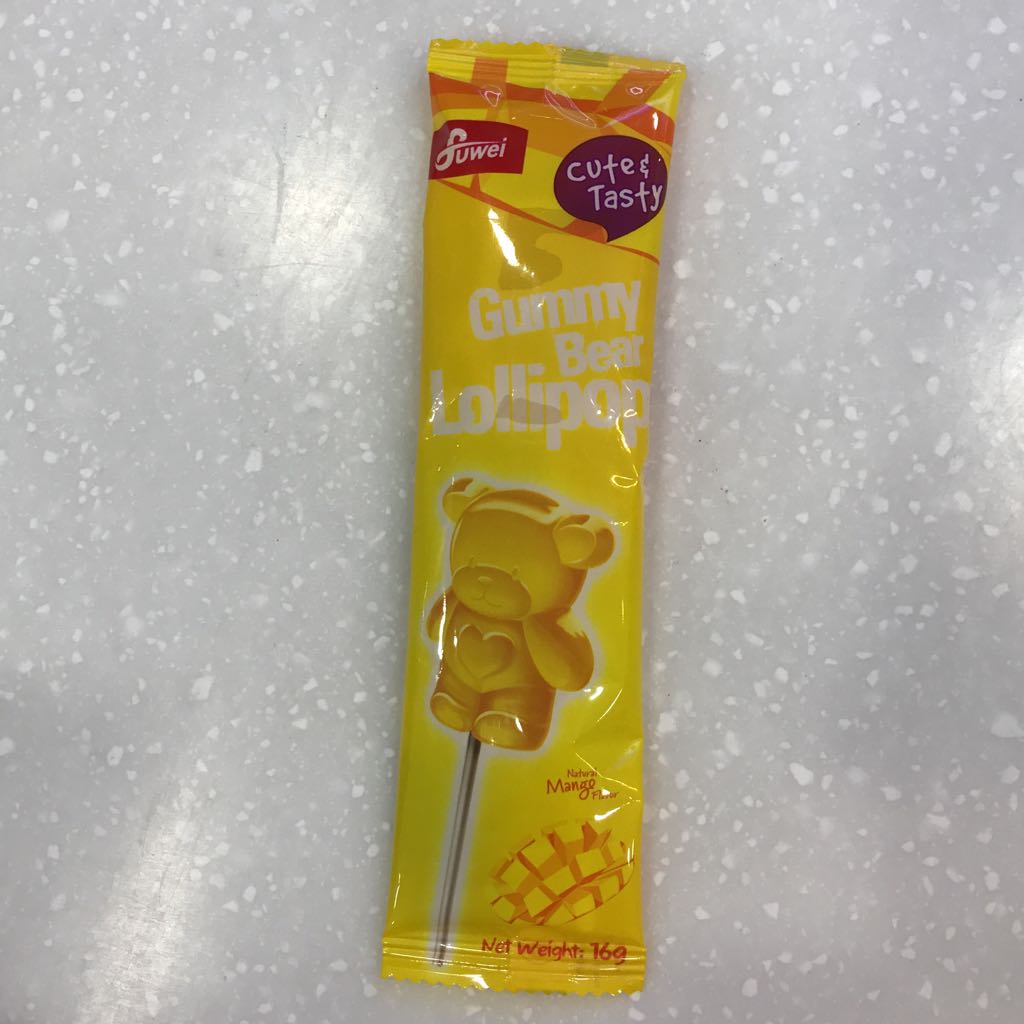 Fuwei
Cute &
Tasty
Gummy
Bear
Lollipop
Natural
Mango
Flavor
Net Weight: 16g